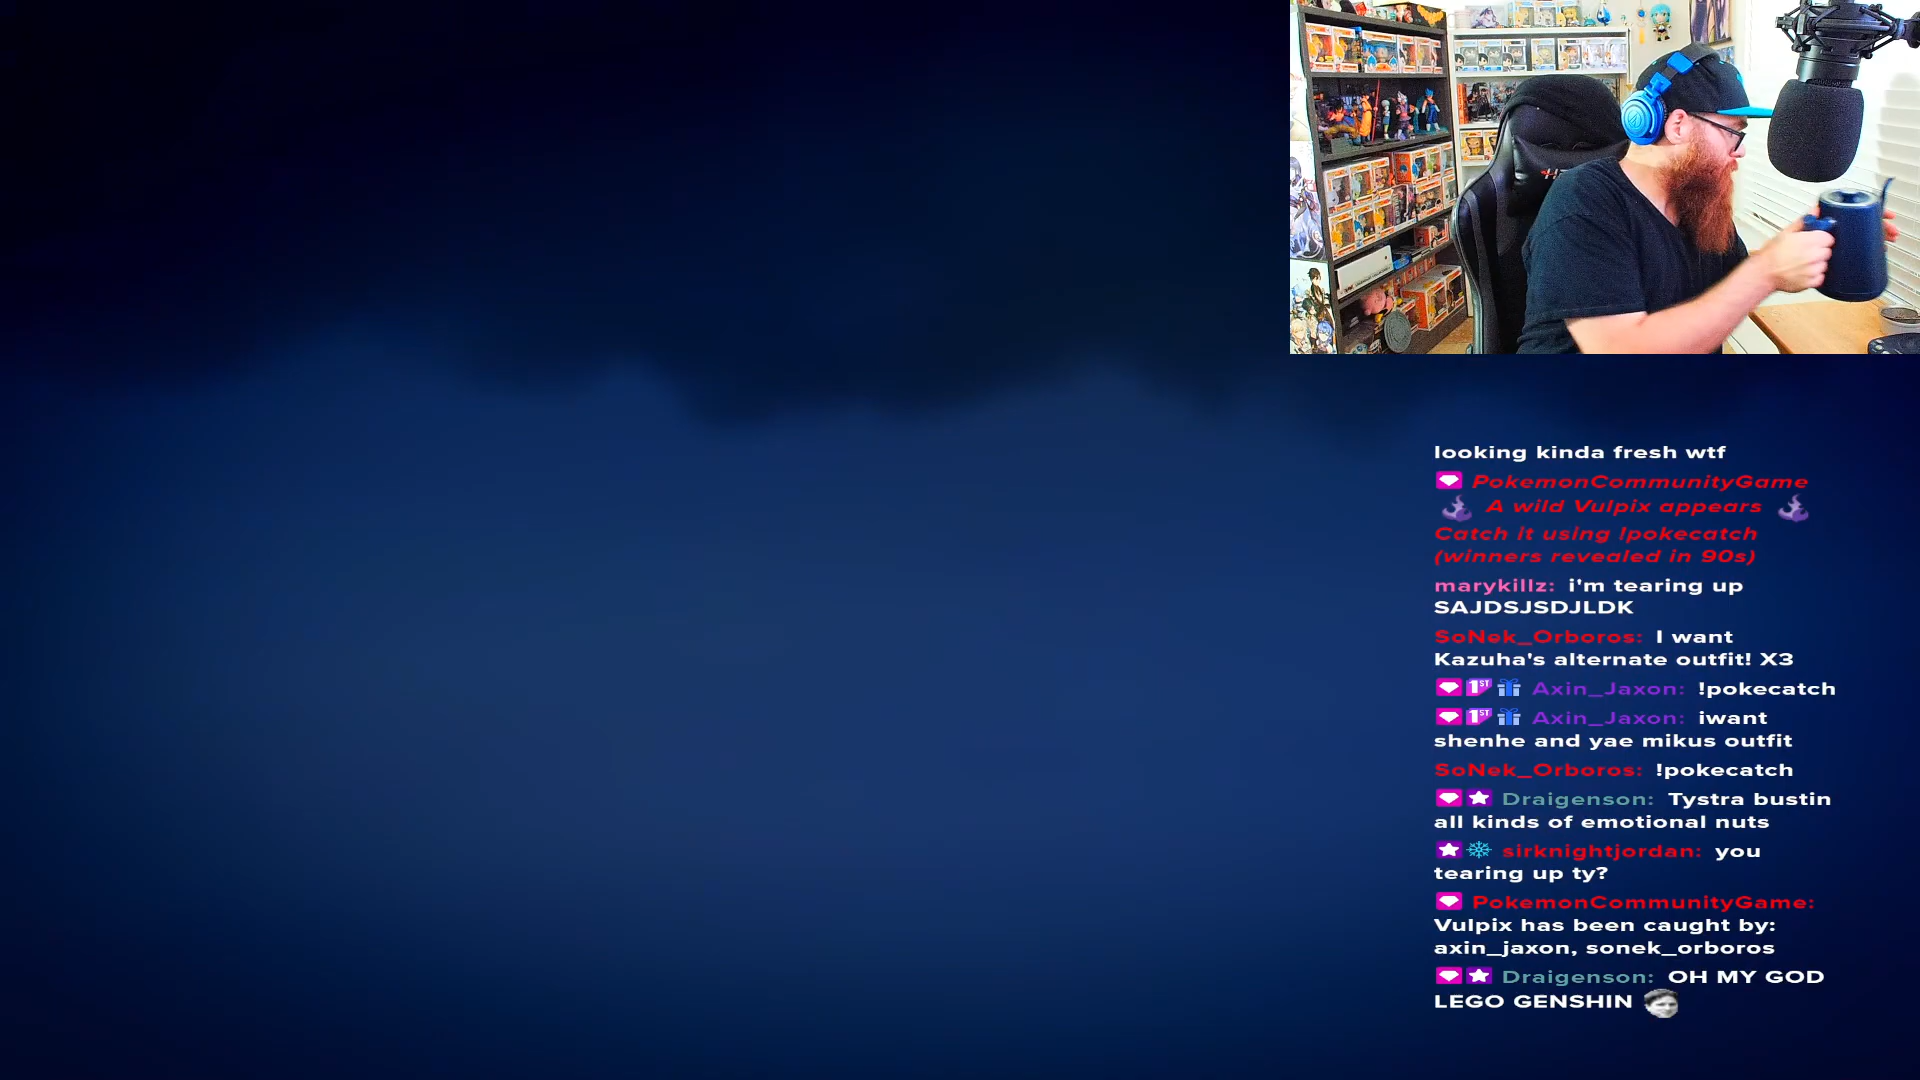 looking kinda fresh wtf
PokemonCommunityGame
A wild Vulpix appears
Catch it using !pokecatch
(winners revealed in 90s)
marykillz: i'm tearing up
SAJDSJSDJLDK
SoNek_Orboros: I want
Kazuha's alternate outfit! X3
1ST Axin_Jaxon: !pokecatch
1ST Axin_Jaxon: iwant
shenhe and yae mikus outfit
SoNek_Orboros: !pokecatch
Draigenson: Tystra bustin
all kinds of emotional nuts
sirknightjordan: you
tearing up ty?
PokemonCommunityGame:
Vulpix has been caught by:
axin_jaxon, sonek_orboros
Draigenson: OH MY GOD
LEGO GENSHIN